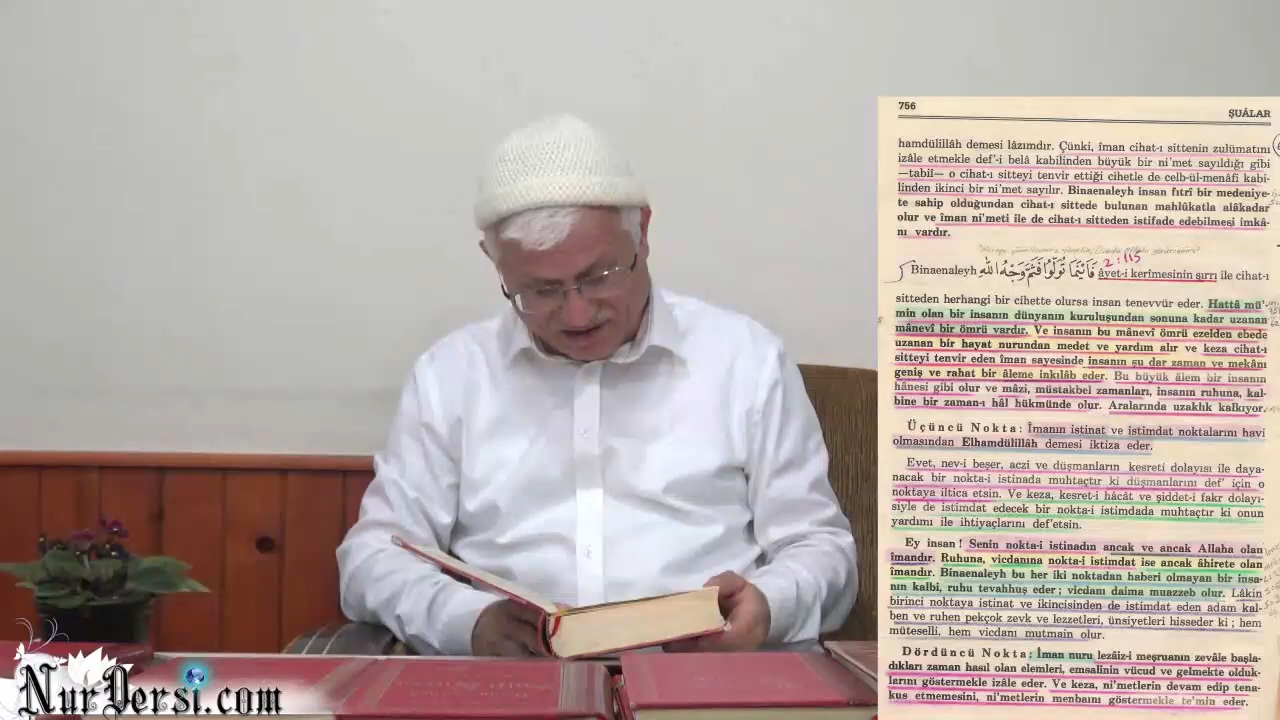 756
ŞUÂLAR
hamdülillâh demesi lâzımdır. Çünki, îman cihat-ı sittenin zulümatını
izâle etmekle def'-i belâ kabilinden büyük bir ni'met sayıldığı gibi
—tabiî— o cihat-ı sitteyi tenvir ettiği cihetle de celb-ül-menâfi kabi-
linden ikinci bir ni'met sayılır. Binaenaleyh insan fıtrî bir medeniye-
te sahip olduğundan cihat-ı sittede bulunan mahlûkatla alâkadar
olur ve îman ni'meti ile de cihat-ı sitteden istifade edebilmesi imkâ-
nı vardır.
2:115
Binaenaleyh فَاَيْنَمَا تُوَلُّوا فَثَمَّ وَجْهُ اللّٰهِ âyet-i kerîmesinin sırrı ile cihat-ı
sitteden herhangi bir cihette olursa insan tenevvür eder. Hattâ mü'-
min olan bir insanın dünyanın kuruluşundan sonuna kadar uzanan
mânevî bir ömrü vardır. Ve insanın bu mânevî ömrü ezelden ebede
uzanan bir hayat nurundan medet ve yardım alır ve keza cihat-ı
sitteyi tenvir eden îman sayesinde insanın şu dar zaman ve mekânı
geniş ve rahat bir âleme inkılâb eder. Bu büyük âlem bir insanın
hânesi gibi olur ve mâzi, müstakbel zamanları, insanın ruhuna, kal-
bine bir zaman-ı hâl hükmünde olur. Aralarında uzaklık kalkıyor.
Üçüncü Nokta: Îmanın istinat ve istimdat noktalarını havi
olmasından Elhamdülillâh demesi iktiza eder.
Evet, nev-i beşer, aczi ve düşmanların kesreti dolayısı ile daya-
nacak bir nokta-i istinada muhtaçtır ki düşmanlarını def' için o
noktaya iltica etsin. Ve keza, kesret-i hâcât ve şiddet-i fakr dolayı-
siyle de istimdat edecek bir nokta-i istimdada muhtaçtır ki onun
yardımı ile ihtiyaçlarını def'etsin.
Ey insan! Senin nokta-i istinadın ancak ve ancak Allaha olan
îmandır. Ruhuna, vicdanına nokta-i istimdat ise ancak âhirete olan
îmandır. Binaenaleyh bu her iki noktadan haberi olmayan bir insa-
nın kalbi, ruhu tevahhuş eder; vicdanı daima muazzeb olur. Lâkin
birinci noktaya istinat ve ikincisinden de istimdat eden adam kal-
ben ve ruhen pekçok zevk ve lezzetleri, ünsiyetleri hisseder ki; hem
müteselli, hem vicdanı mutmain olur.
Dördüncü Nokta: Îman nuru lezâiz-i meşruanın zevâle başla-
dıkları zaman hasıl olan elemleri, emsalinin vücud ve gelmekte olduk-
larını göstermekle izâle eder. Ve keza, ni'metlerin devam edip tena-
kus etmemesini, ni'metlerin menbaını göstermekle te'min eder.
NurDersi.com